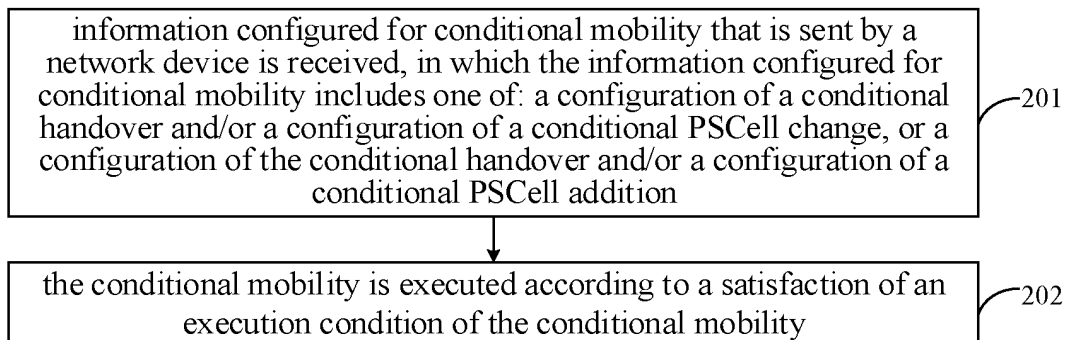 information configured for conditional mobility that is sent by a
network device is received, in which the information configured for
conditional mobility includes one of: a configuration of a conditional
handover and/or a configuration of a conditional PSCell change, or a
configuration of the conditional handover and/or a configuration of a
conditional PSCell addition
201
the conditional mobility is executed according to a satisfaction of an
execution condition of the conditional mobility
202